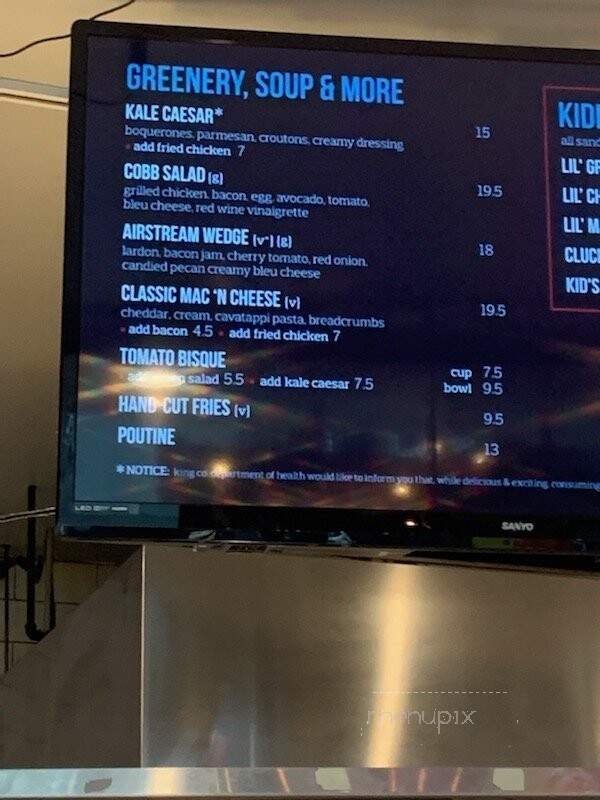 GREENERY, SOUP & MORE
KALE CAESAR* 15
boquerones, parmesan, croutons, creamy dressing
• add fried chicken 7
COBB SALAD (g) 19.5
grilled chicken, bacon, egg, avocado, tomato,
bleu cheese, red wine vinaigrette
AIRSTREAM WEDGE (v*) (g) 18
lardon, bacon jam, cherry tomato, red onion,
candied pecan creamy bleu cheese
CLASSIC MAC 'N CHEESE (v) 19.5
cheddar, cream, cavatappi pasta, breadcrumbs
• add bacon 4.5 • add fried chicken 7
TOMATO BISQUE cup 7.5
salad 5.5 • add kale caesar 7.5 bowl 9.5
HAND-CUT FRIES (v) 9.5
POUTINE 13
* NOTICE: king co. department of health would like to inform you that, while delicious & exciting, consuming
KIDI
all sand
LIL' GR
LIL' CH
LIL' M
CLUCK
KID'S
SANYO
menupix